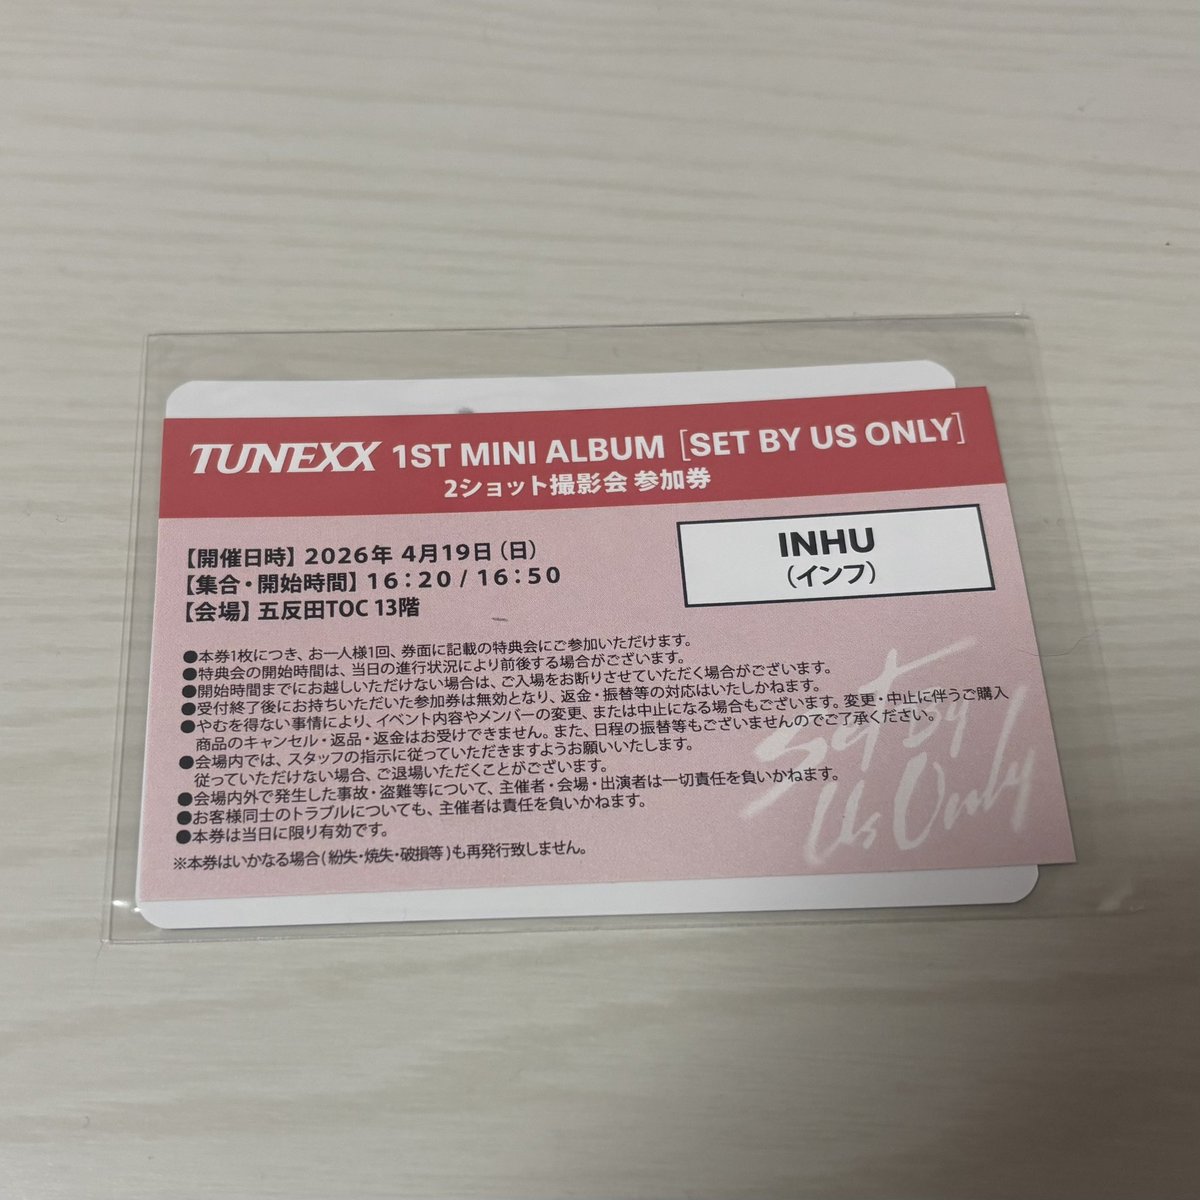 TUNEXX 1ST MINI ALBUM [SET BY US ONLY]
2ショット撮影会 参加券
【開催日時】2026年 4月19日(日)
【集合・開始時間】16:20 / 16:50
【会場】五反田TOC 13階
INHU
(インフ)
●本券1枚につき、お一人様1回、券面に記載の特典会にご参加いただけます。
●特典会の開始時間は、当日の進行状況により前後する場合がございます。
●開始時間までにお越しいただけない場合は、ご入場をお断りさせていただく場合がございます。
●受付終了後にお持ちいただいた参加券は無効となり、返金・振替等の対応はいたしかねます。
●やむを得ない事情により、イベント内容やメンバーの変更、または中止になる場合もございます。変更・中止に伴うご購入
商品のキャンセル・返品・返金はお受けできません。また、日程の振替等もございませんのでご了承ください。
●会場内では、スタッフの指示に従っていただきますようお願いいたします。
従っていただけない場合、ご退場いただくことがございます。
●会場内外で発生した事故・盗難等について、主催者・会場・出演者は一切責任を負いかねます。
●お客様同士のトラブルについても、主催者は責任を負いかねます。
●本券は当日に限り有効です。
※本券はいかなる場合(紛失・焼失・破損等)も再発行致しません。
Set By
Us Only